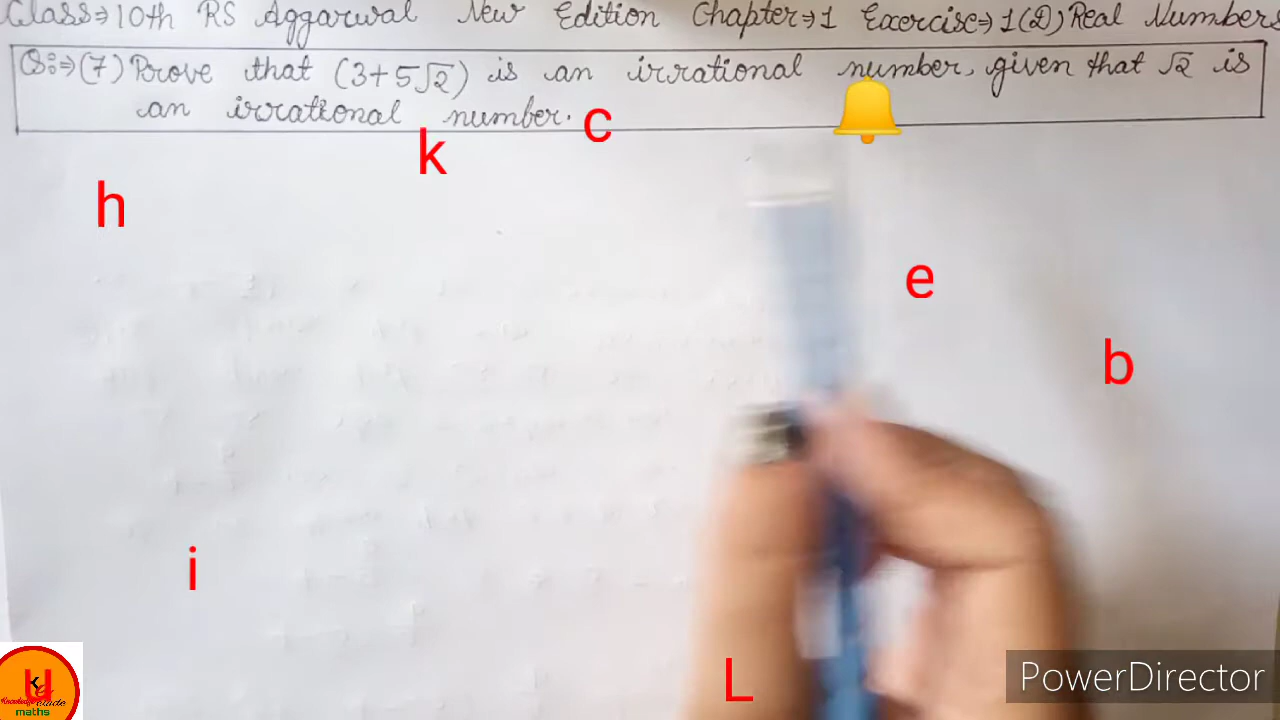 Class⇒10th RS Aggarwal New Edition Chapter⇒1 Exercise⇒1(D) Real Numbers
Q:⇒(7) Prove that (3+5√2) is an irrational number, given that √2 is
an irrational number.
c
k
h
e
b
i
L
U
Knowledge
maths
PowerDirector